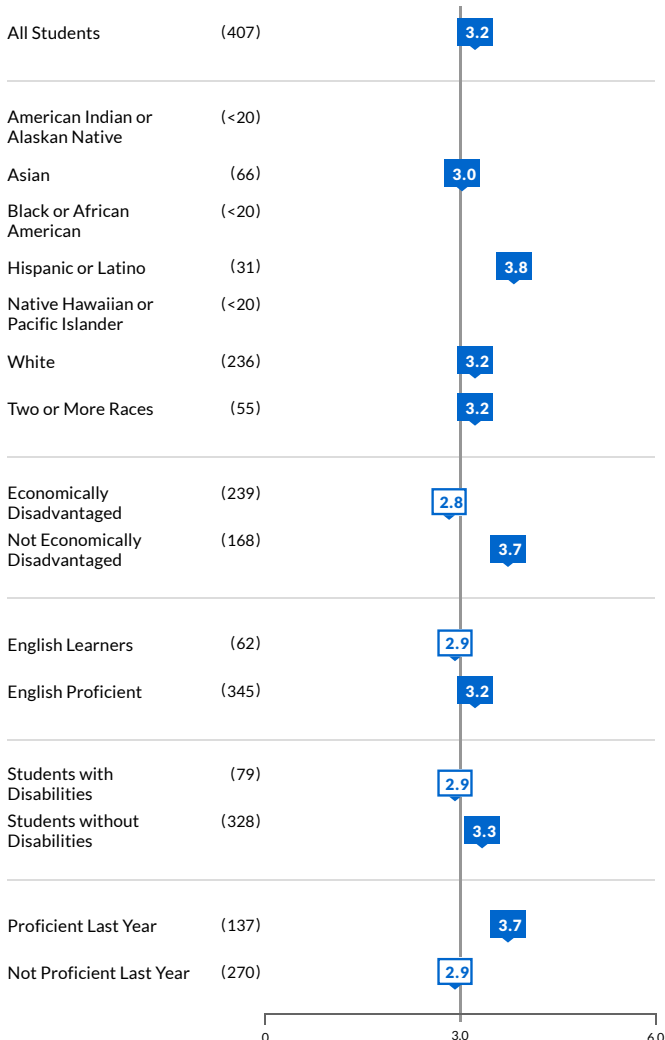 All Students (407) 3.2
American Indian or (<20)
Alaskan Native
Asian (66) 3.0
Black or African (<20)
American
Hispanic or Latino (31) 3.8
Native Hawaiian or (<20)
Pacific Islander
White (236) 3.2
Two or More Races (55) 3.2
Economically (239) 2.8
Disadvantaged
Not Economically (168) 3.7
Disadvantaged
English Learners (62) 2.9
English Proficient (345) 3.2
Students with (79) 2.9
Disabilities
Students without (328) 3.3
Disabilities
Proficient Last Year (137) 3.7
Not Proficient Last Year (270) 2.9
0 3.0 6.0